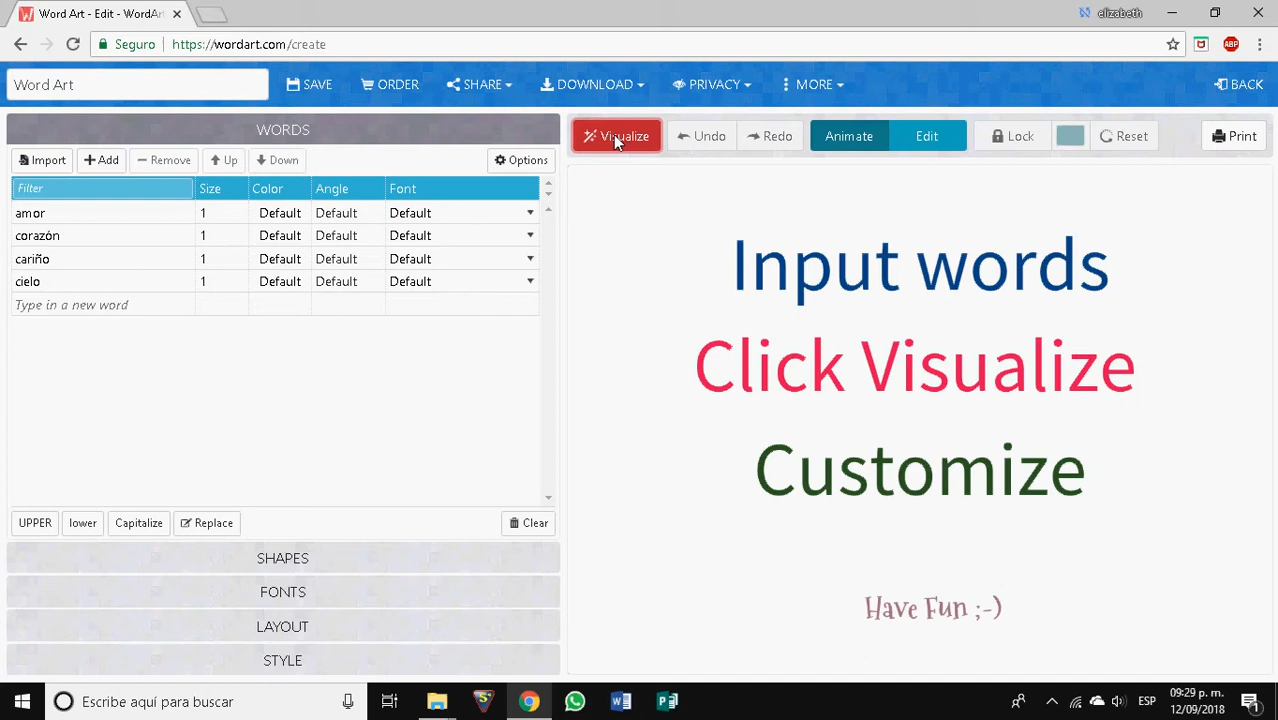 Word Art - Edit - WordArt
elizabeth
Seguro
https://wordart.com/create
ABP
Word Art
SAVE
ORDER
SHARE
DOWNLOAD
PRIVACY
MORE
BACK
WORDS
Visualize
Undo
Redo
Animate
Edit
Lock
Reset
Print
Import
Add
Remove
Up
Down
Options
Filter Size Color Angle Font
amor 1 Default Default Default
corazón 1 Default Default Default
cariño 1 Default Default Default
cielo 1 Default Default Default
Type in a new word
Input words
Click Visualize
Customize
Have Fun ;-)
UPPER
lower
Capitalize
Replace
Clear
SHAPES
FONTS
LAYOUT
STYLE
Escribe aquí para buscar
ESP
09:29 p. m.
12/09/2018
1